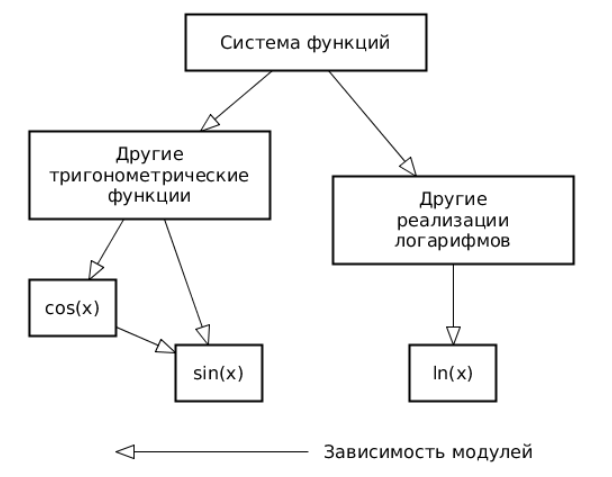 Система функций
Другие
тригонометрические
функции
Другие
реализации
логарифмов
cos(x)
sin(x)
ln(x)
Зависимость модулей